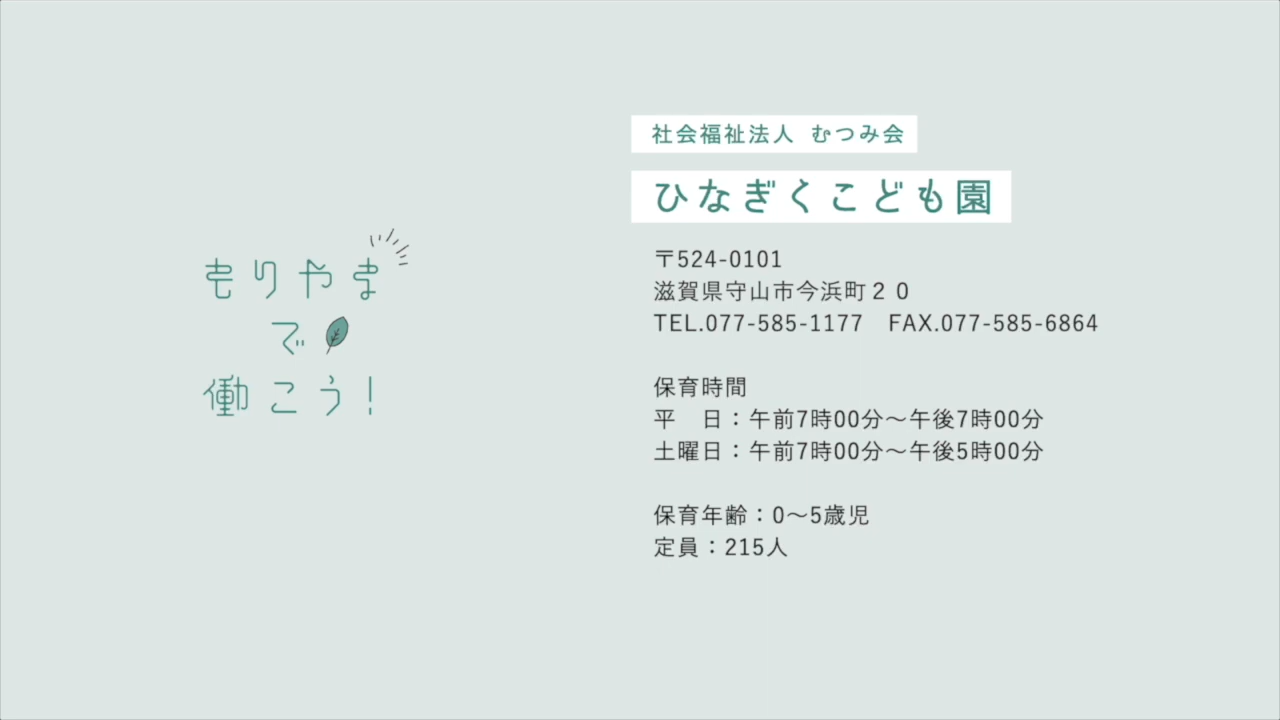 もりやま
で
働こう！
社会福祉法人 むつみ会
ひなぎくこども園
〒524-0101
滋賀県守山市今浜町２０
TEL.077-585-1177　FAX.077-585-6864
保育時間
平　日：午前7時00分～午後7時00分
土曜日：午前7時00分～午後5時00分
保育年齢：0～5歳児
定員：215人